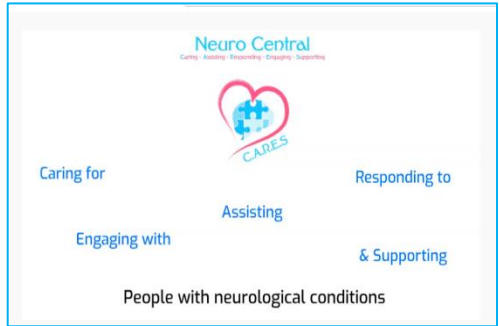 Neuro Central
Caring - Assisting - Responding - Engaging - Supporting
C.A.R.E.S
Caring for
Responding to
Assisting
Engaging with
& Supporting
People with neurological conditions